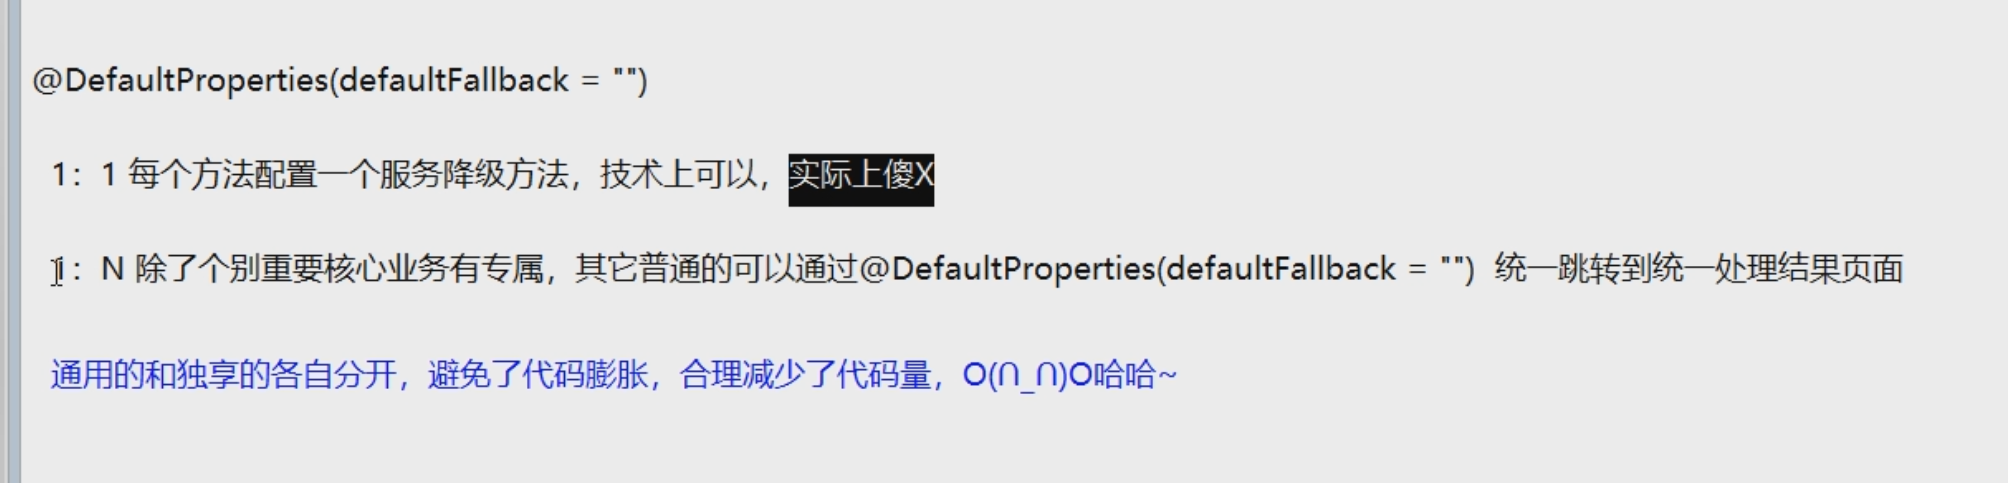 @DefaultProperties(defaultFallback = "")
1：1 每个方法配置一个服务降级方法，技术上可以，实际上傻X
1：N 除了个别重要核心业务有专属，其它普通的可以通过@DefaultProperties(defaultFallback = "") 统一跳转到统一处理结果页面
通用的和独享的各自分开，避免了代码膨胀，合理减少了代码量，O(∩_∩)O哈哈~